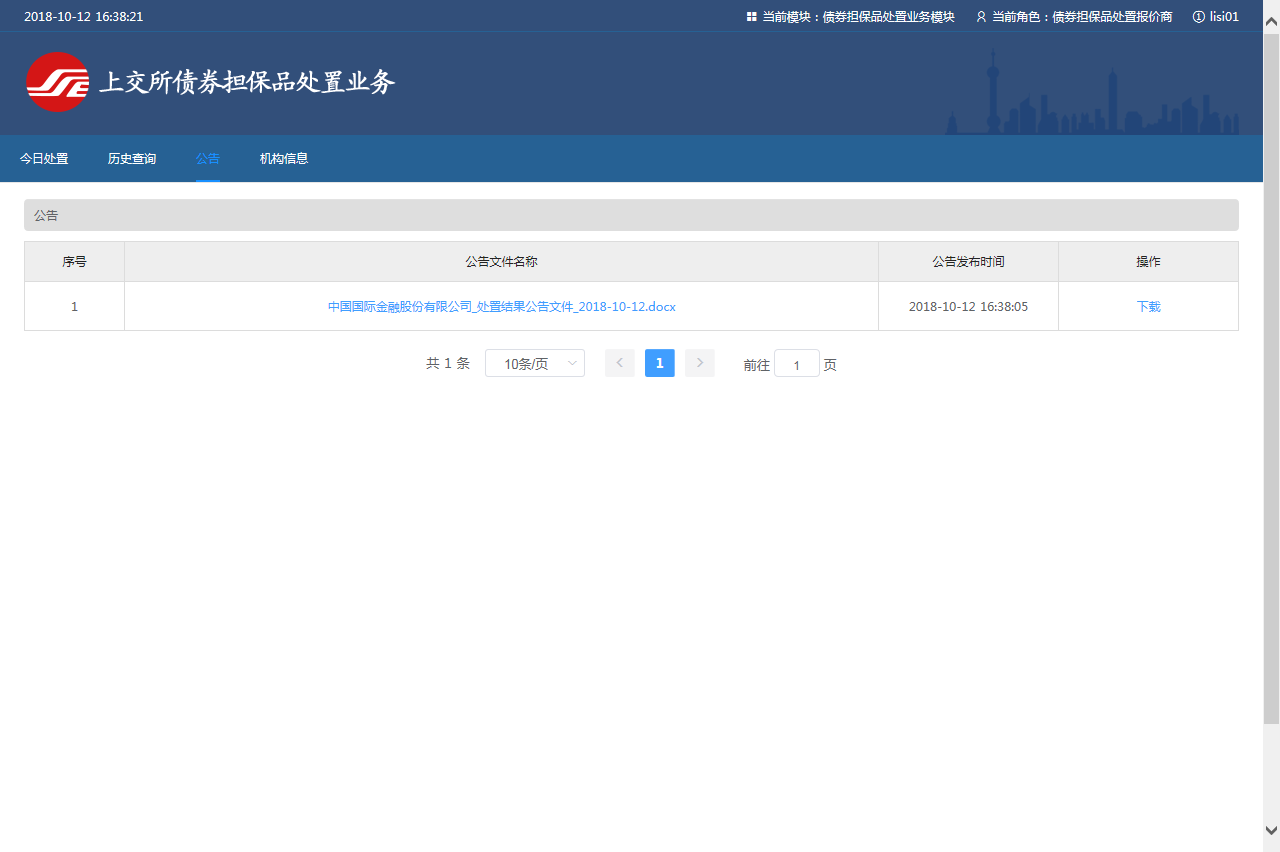 2018-10-12 16:38:21 当前模块：债券担保品处置业务模块 当前角色：债券担保品处置报价商 lisi01
上交所债券担保品处置业务
今日处置 历史查询 公告 机构信息
公告
序号 公告文件名称 公告发布时间 操作
1 中国国际金融股份有限公司_处置结果公告文件_2018-10-12.docx 2018-10-12 16:38:05 下载
共 1 条 10条/页 1 前往 1 页